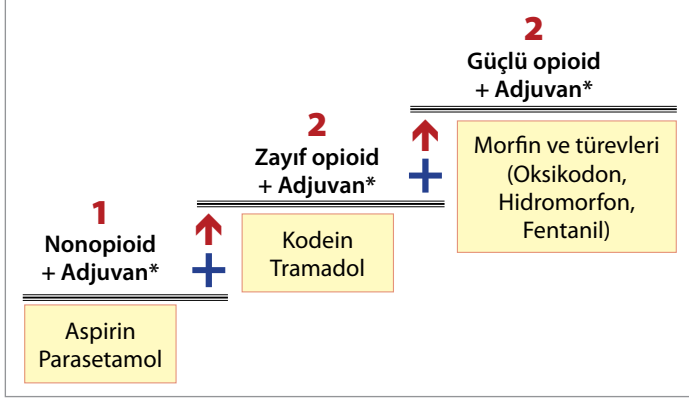 1
Nonopioid
+ Adjuvan*
Aspirin
Parasetamol
2
Zayıf opioid
+ Adjuvan*
Kodein
Tramadol
2
Güçlü opioid
+ Adjuvan*
Morfin ve türevleri
(Oksikodon,
Hidromorfon,
Fentanil)